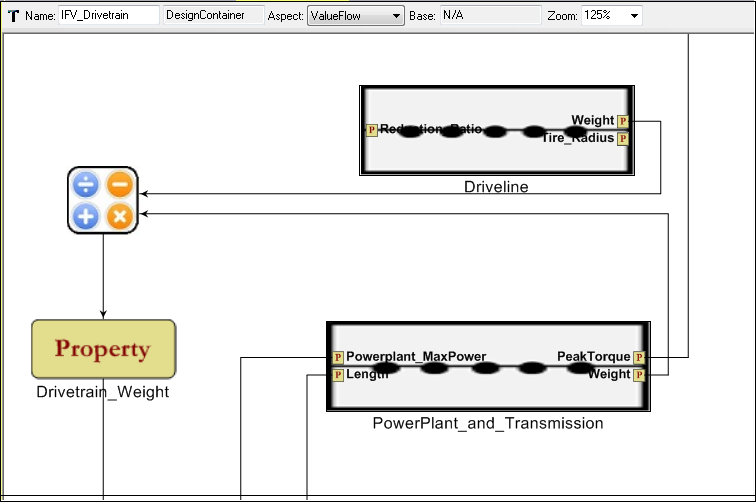 T Name: IFV_Drivetrain DesignContainer Aspect: ValueFlow Base: N/A Zoom: 125%
Weight P
P Reduction_Ratio
Tire_Radius P
Driveline
÷ −
+ ×
Property
Drivetrain_Weight
P Powerplant_MaxPower PeakTorque P
P Length Weight P
PowerPlant_and_Transmission